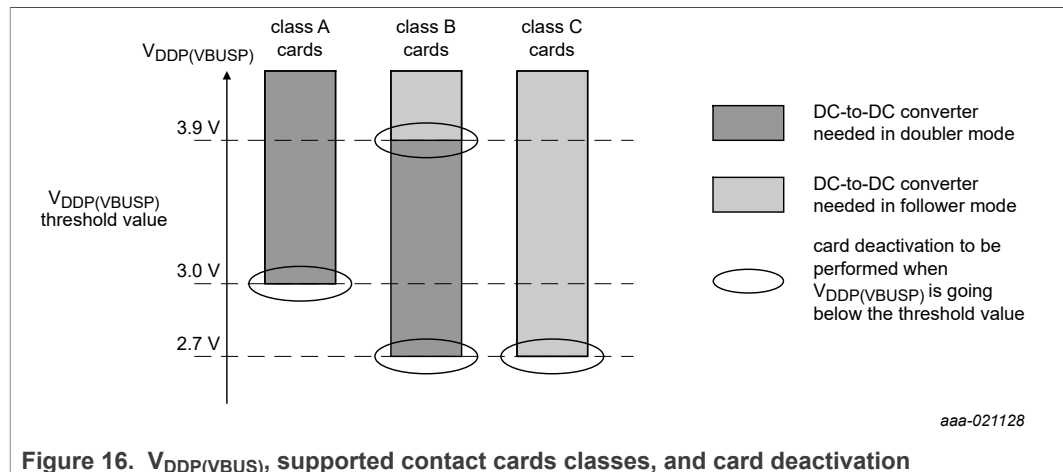 class A
cards
class B
cards
class C
cards
VDDP(VBUSP)
3.9 V
VDDP(VBUSP)
threshold value
3.0 V
2.7 V
DC-to-DC converter
needed in doubler mode
DC-to-DC converter
needed in follower mode
card deactivation to be
performed when
VDDP(VBUSP) is going
below the threshold value
aaa-021128
Figure 16. VDDP(VBUS), supported contact cards classes, and card deactivation